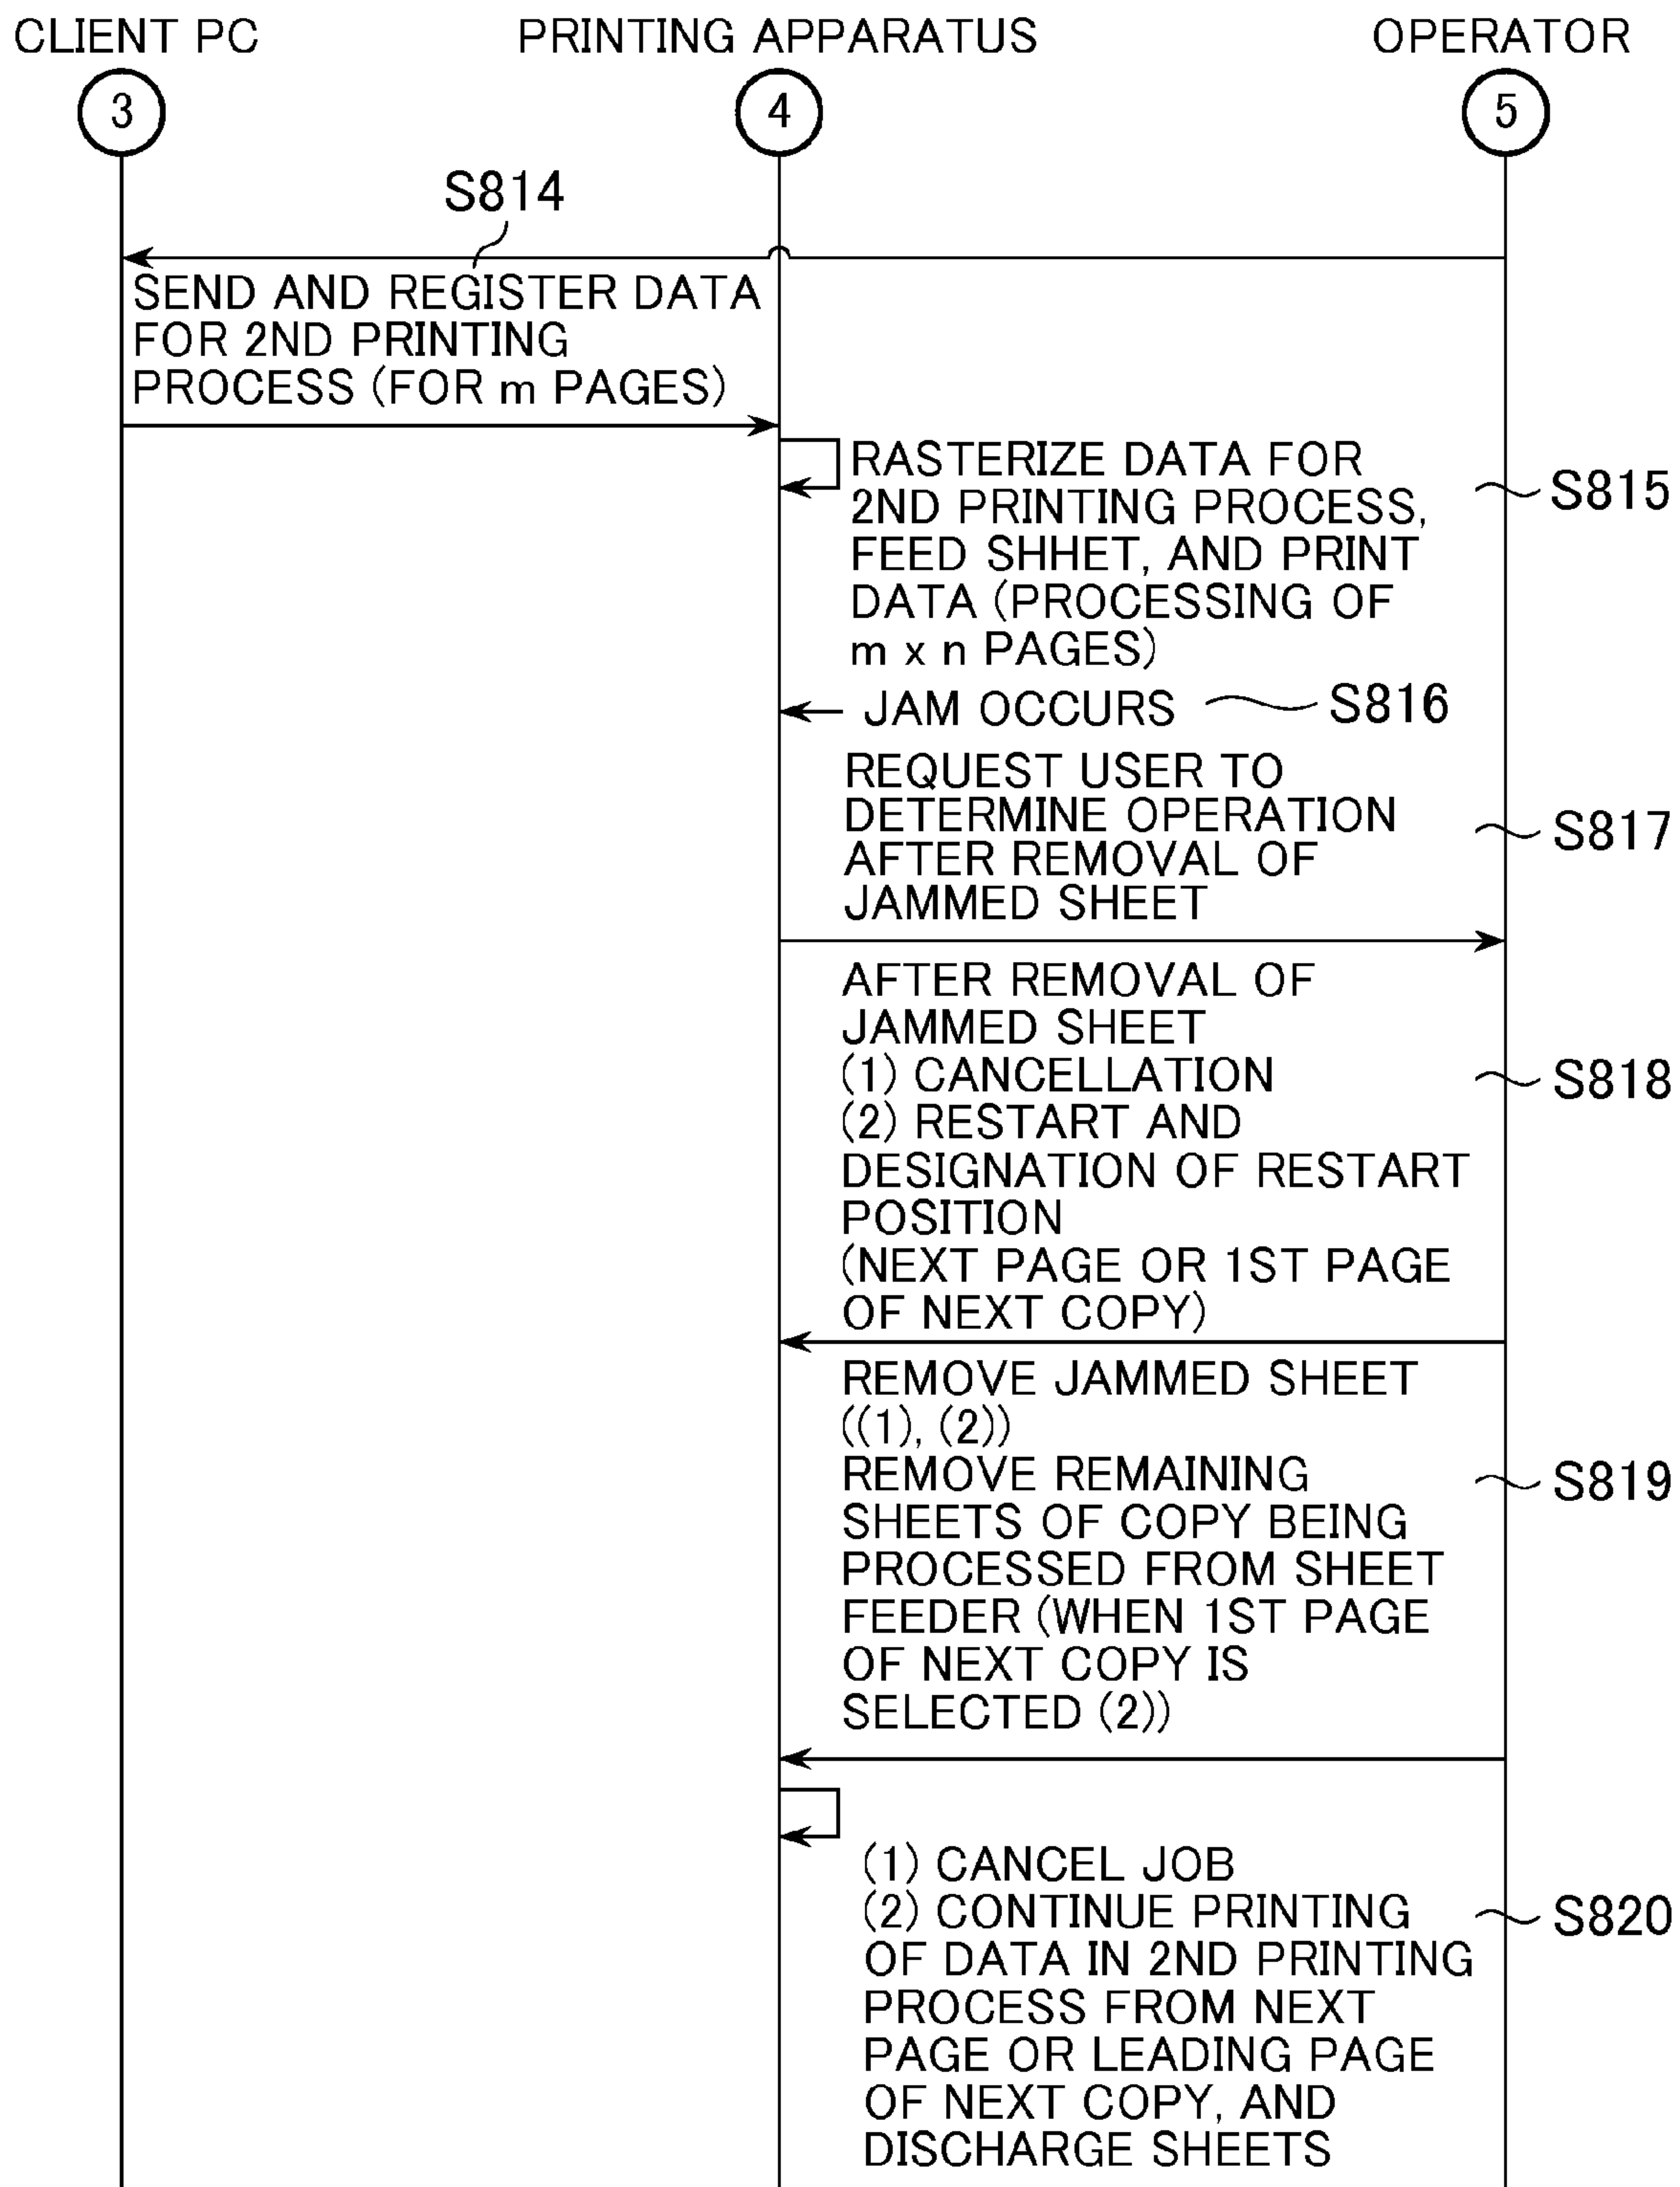 CLIENT PC PRINTING APPARATUS OPERATOR
3 4 5
S814
SEND AND REGISTER DATA
FOR 2ND PRINTING
PROCESS (FOR m PAGES)
RASTERIZE DATA FOR
2ND PRINTING PROCESS,
FEED SHHET, AND PRINT
DATA (PROCESSING OF
m x n PAGES)
S815
JAM OCCURS S816
REQUEST USER TO
DETERMINE OPERATION
AFTER REMOVAL OF
JAMMED SHEET
S817
AFTER REMOVAL OF
JAMMED SHEET
(1) CANCELLATION
(2) RESTART AND
DESIGNATION OF RESTART
POSITION
(NEXT PAGE OR 1ST PAGE
OF NEXT COPY)
S818
REMOVE JAMMED SHEET
((1), (2))
REMOVE REMAINING
SHEETS OF COPY BEING
PROCESSED FROM SHEET
FEEDER (WHEN 1ST PAGE
OF NEXT COPY IS
SELECTED (2))
S819
(1) CANCEL JOB
(2) CONTINUE PRINTING
OF DATA IN 2ND PRINTING
PROCESS FROM NEXT
PAGE OR LEADING PAGE
OF NEXT COPY, AND
DISCHARGE SHEETS
S820